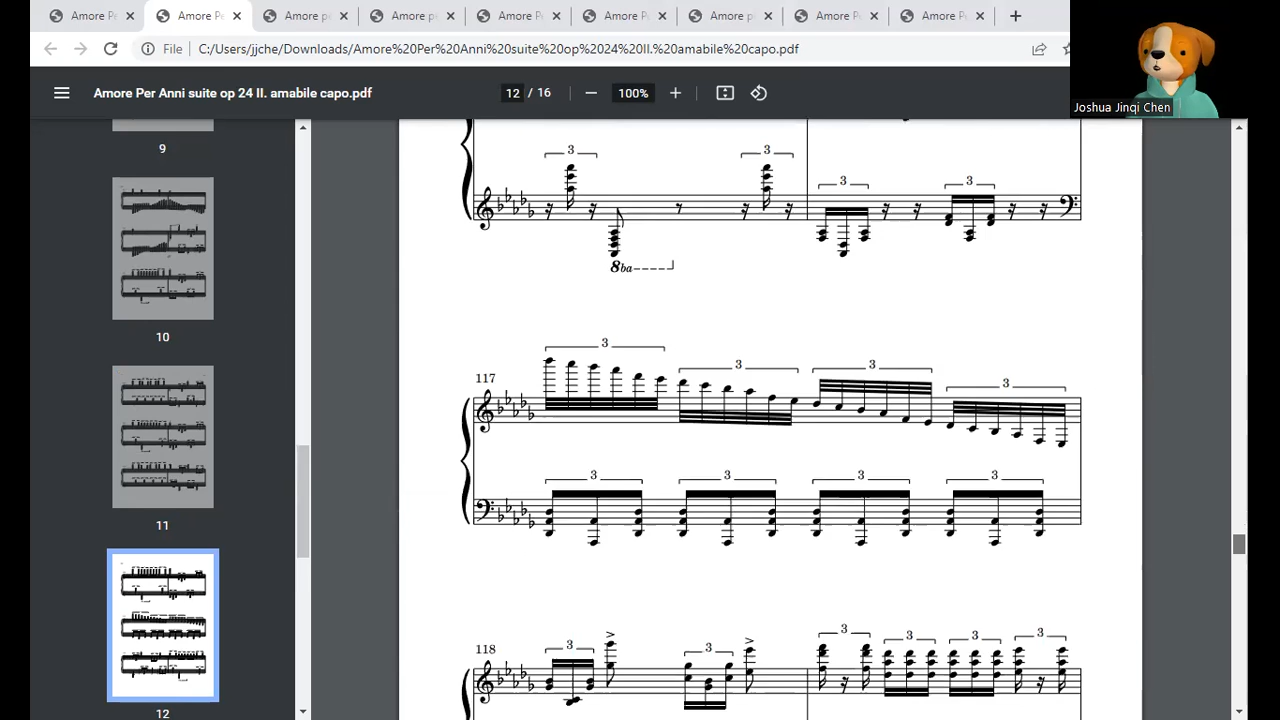 Amore Pe
Amore P
Amore pe
Amore pe
Amore P
Amore P
Amore p
Amore P
Amore P
File
C:/Users/jjche/Downloads/Amore%20Per%20Anni%20suite%20op%2024%20II.%20amabile%20capo.pdf
Amore Per Anni suite op 24 II. amabile capo.pdf
12 / 16
100%
Joshua Jinqi Chen
9
10
11
12
3 3
3 3
8ba
117
3
3
3
3
3 3 3 3
118
3
3
3
3
3
3